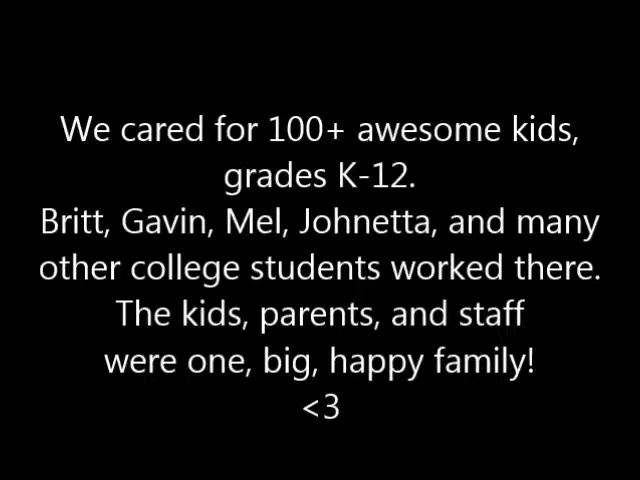 We cared for 100+ awesome kids,
grades K-12.
Britt, Gavin, Mel, Johnetta, and many
other college students worked there.
The kids, parents, and staff
were one, big, happy family!
<3